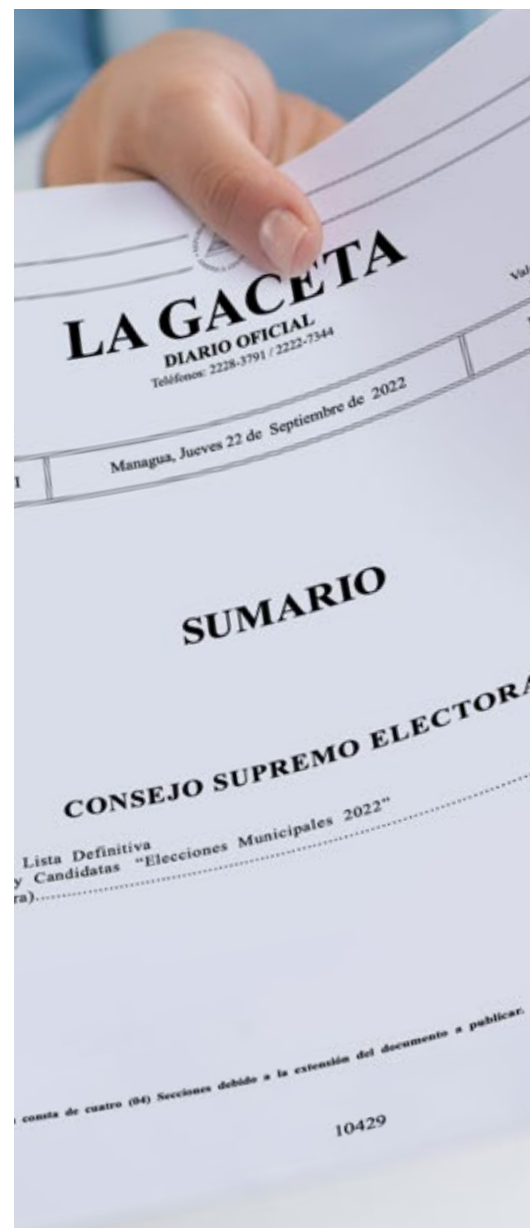 LA GACETA
DIARIO OFICIAL
Teléfonos: 2228-3791 / 2222-7344
I
Managua, Jueves 22 de Septiembre de 2022
SUMARIO
CONSEJO SUPREMO ELECTORA
Lista Definitiva
y Candidatas "Elecciones Municipales 2022"
ra)
consta de cuatro (04) Secciones debido a la extensión del documento a publicar.
10429